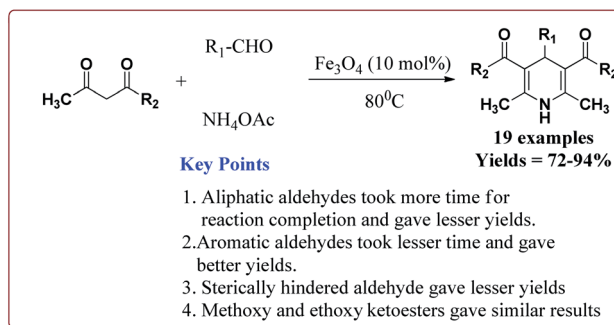 O
O
H₃C
R₂
+
R₁-CHO
NH₄OAc
Fe₃O₄ (10 mol%)
80⁰C
O
R₁
O
R₂
R₂
H₃C
N
H
CH₃
19 examples
Yields = 72-94%
Key Points
1. Aliphatic aldehydes took more time for
reaction completion and gave lesser yields.
2.Aromatic aldehydes took lesser time and gave
better yields.
3. Sterically hindered aldehyde gave lesser yields
4. Methoxy and ethoxy ketoesters gave similar results